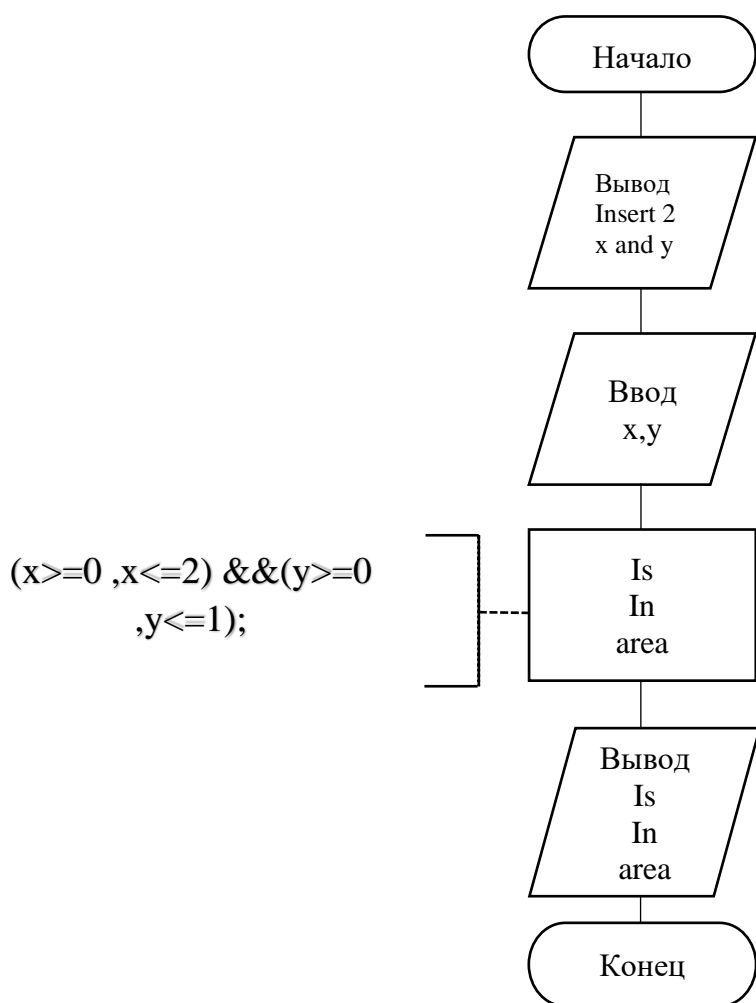 Начало
Вывод
Insert 2
x and y
Ввод
x,y
(x>=0 ,x<=2) &&(y>=0
,y<=1);
Is
In
area
Вывод
Is
In
area
Конец